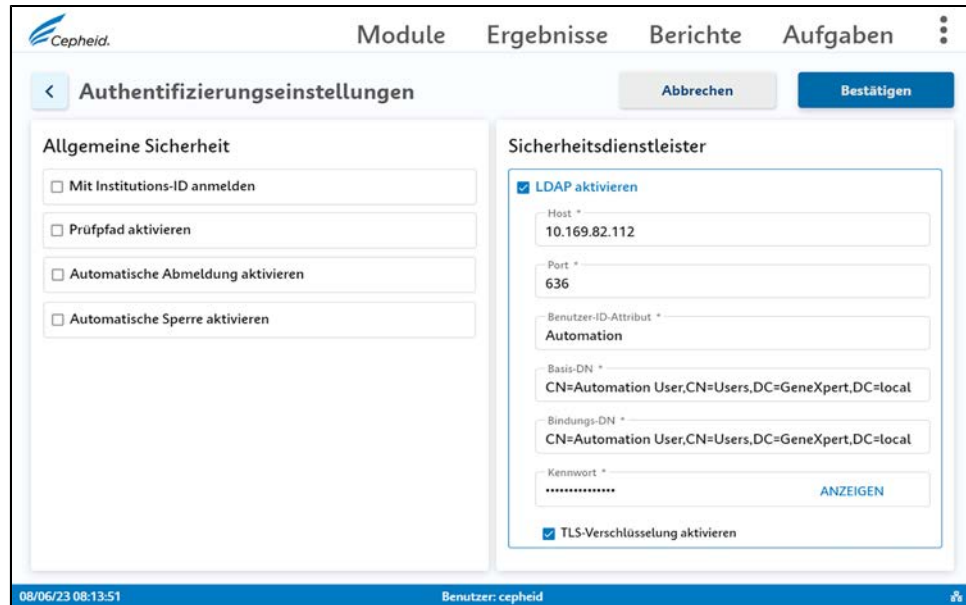 Cepheid.
Module Ergebnisse Berichte Aufgaben
Authentifizierungseinstellungen
Abbrechen
Bestätigen
Allgemeine Sicherheit
Mit Institutions-ID anmelden
Prüfpfad aktivieren
Automatische Abmeldung aktivieren
Automatische Sperre aktivieren
Sicherheitsdienstleister
LDAP aktivieren
Host *
10.169.82.112
Port *
636
Benutzer-ID-Attribut *
Automation
Basis-DN *
CN=Automation User,CN=Users,DC=GeneXpert,DC=local
Bindungs-DN *
CN=Automation User,CN=Users,DC=GeneXpert,DC=local
Kennwort *
•••••••••••••••
ANZEIGEN
TLS-Verschlüsselung aktivieren
08/06/23 08:13:51
Benutzer: cepheid